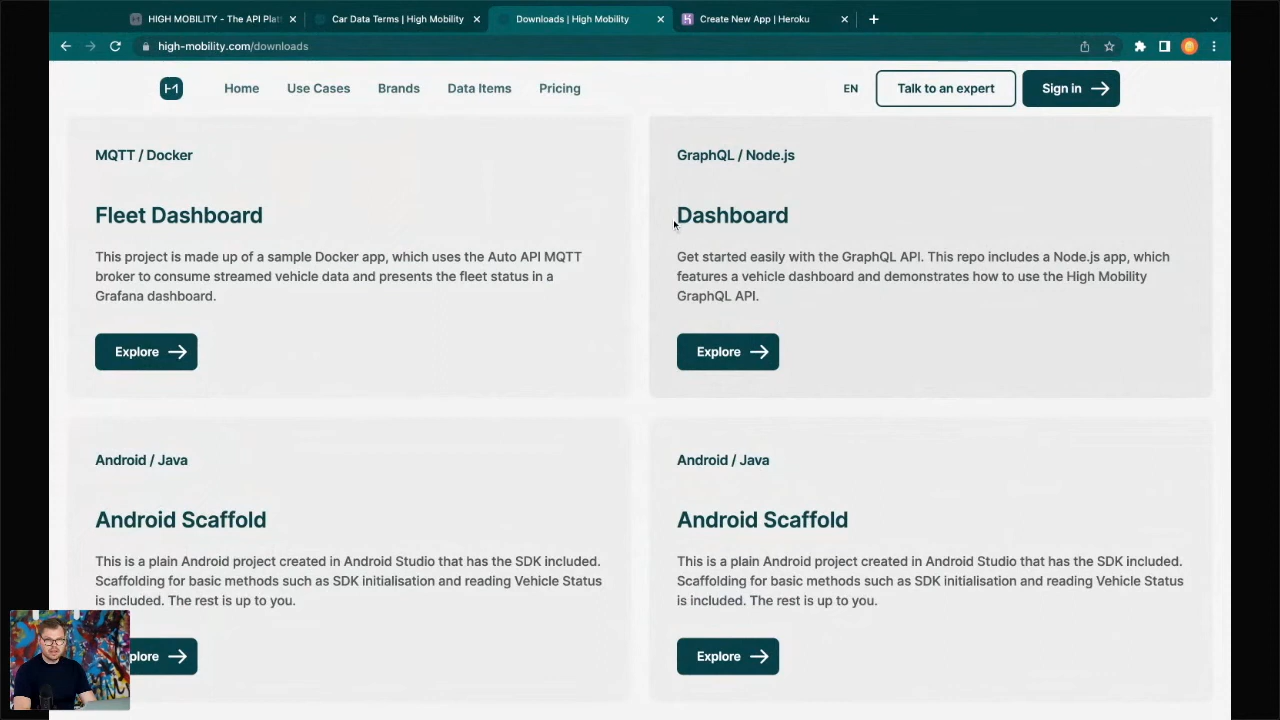 HIGH MOBILITY - The API Plat
Car Data Terms | High Mobility
Downloads | High Mobility
Create New App | Heroku
high-mobility.com/downloads
Home
Use Cases
Brands
Data Items
Pricing
EN
Talk to an expert
Sign in
MQTT / Docker
Fleet Dashboard
This project is made up of a sample Docker app, which uses the Auto API MQTT
broker to consume streamed vehicle data and presents the fleet status in a
Grafana dashboard.
Explore
GraphQL / Node.js
Dashboard
Get started easily with the GraphQL API. This repo includes a Node.js app, which
features a vehicle dashboard and demonstrates how to use the High Mobility
GraphQL API.
Explore
Android / Java
Android Scaffold
This is a plain Android project created in Android Studio that has the SDK included.
Scaffolding for basic methods such as SDK initialisation and reading Vehicle Status
is included. The rest is up to you.
plore
Android / Java
Android Scaffold
This is a plain Android project created in Android Studio that has the SDK included.
Scaffolding for basic methods such as SDK initialisation and reading Vehicle Status
is included. The rest is up to you.
Explore